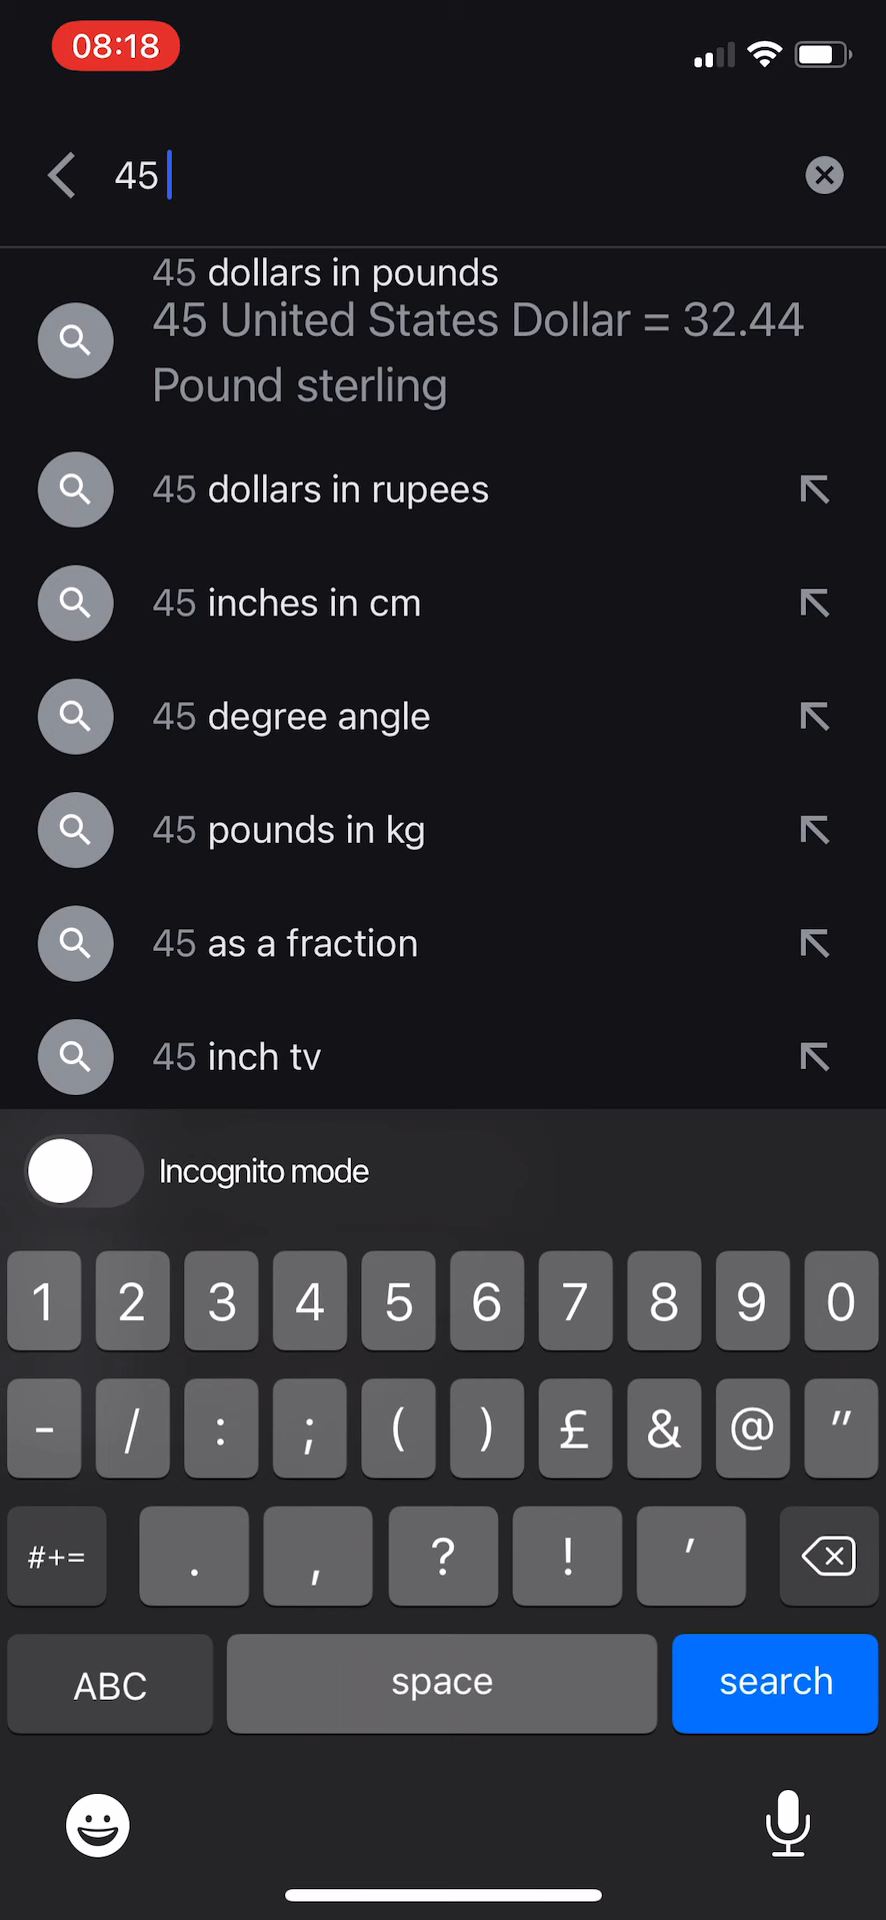 08:18
45
45 dollars in pounds
45 United States Dollar = 32.44
Pound sterling
45 dollars in rupees
45 inches in cm
45 degree angle
45 pounds in kg
45 as a fraction
45 inch tv
Incognito mode
1 2 3 4 5 6 7 8 9 0
- / : ; ( ) £ & @ "
#+= . , ? ! '
ABC space search